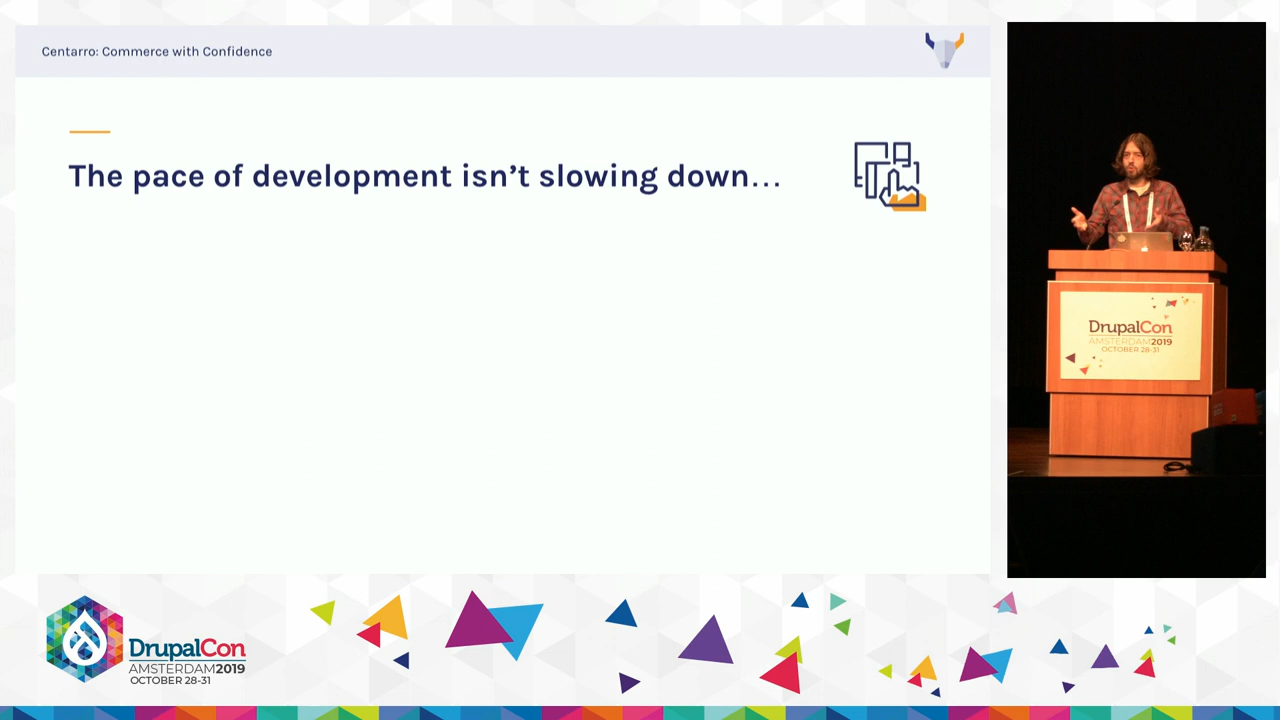 Centarro: Commerce with Confidence
The pace of development isn’t slowing down...
DrupalCon
AMSTERDAM2019
OCTOBER 28-31
DrupalCon
AMSTERDAM2019
OCTOBER 28-31